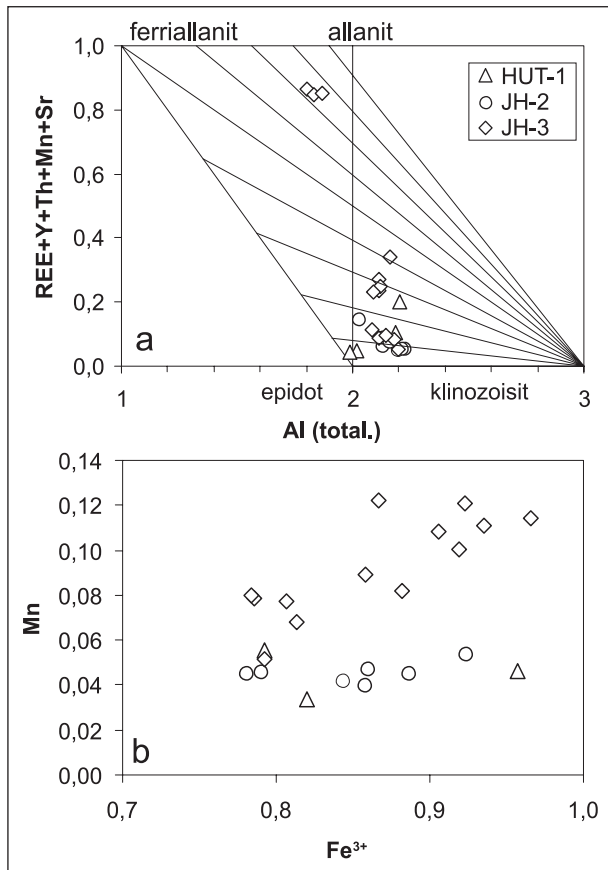 ferriallanit allanit
1,0
0,8
0,6
0,4
0,2
0,0
REE+Y+Th+Mn+Sr
HUT-1
JH-2
JH-3
a
epidot klinozoisit
1 2 3
Al (total.)
0,14
0,12
0,10
0,08
0,06
0,04
0,02
0,00
Mn
b
0,7 0,8 0,9 1,0
Fe³⁺